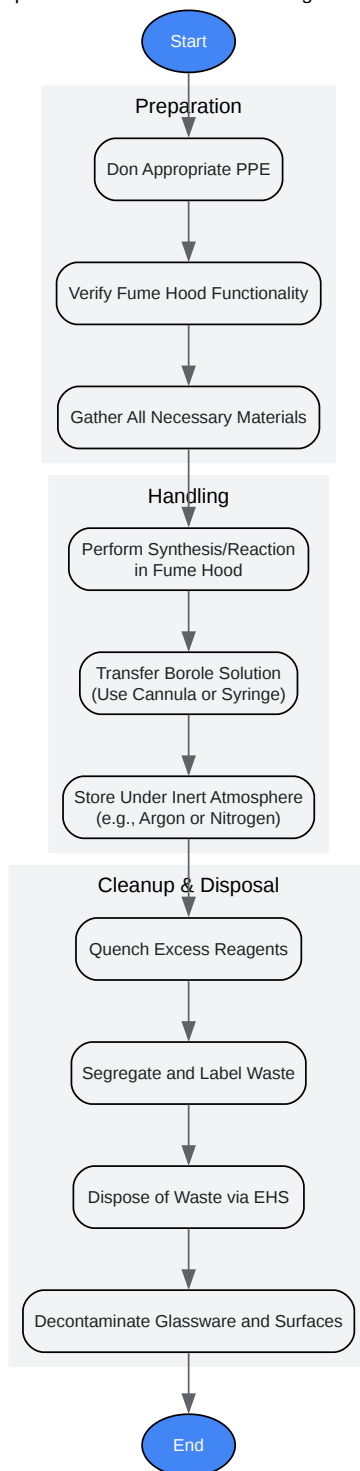 Start
Preparation
Don Appropriate PPE
Verify Fume Hood Functionality
Gather All Necessary Materials
Handling
Perform Synthesis/Reaction
in Fume Hood
Transfer Borole Solution
(Use Cannula or Syringe)
Store Under Inert Atmosphere
(e.g., Argon or Nitrogen)
Cleanup & Disposal
Quench Excess Reagents
Segregate and Label Waste
Dispose of Waste via EHS
Decontaminate Glassware and Surfaces
End